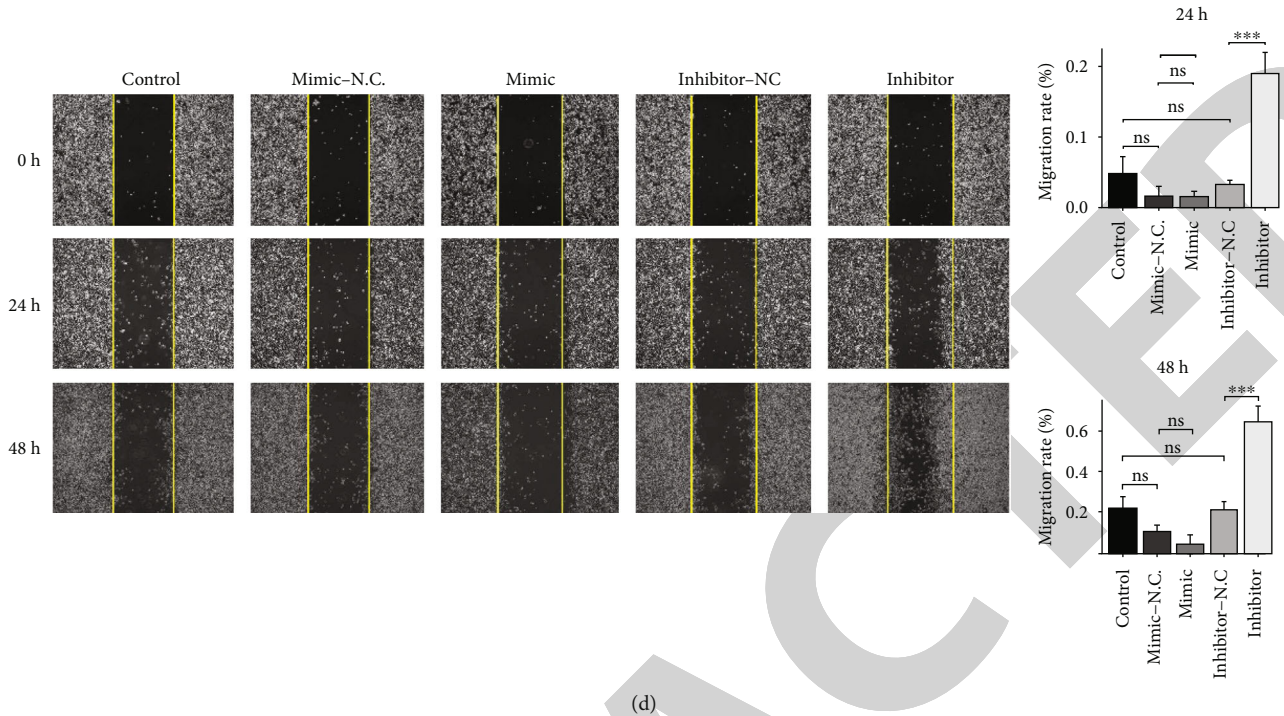 Control Mimic–N.C. Mimic Inhibitor–NC Inhibitor
0 h
24 h
48 h
24 h
Migration rate (%)
0.2
0.1
0.0
ns
ns
ns
ns
***
Control
Mimic–N.C.
Mimic
Inhibitor–N.C
Inhibitor
48 h
Migration rate (%)
0.6
0.4
0.2
ns
ns
ns
***
Control
Mimic–N.C.
Mimic
Inhibitor–N.C
Inhibitor
(d)